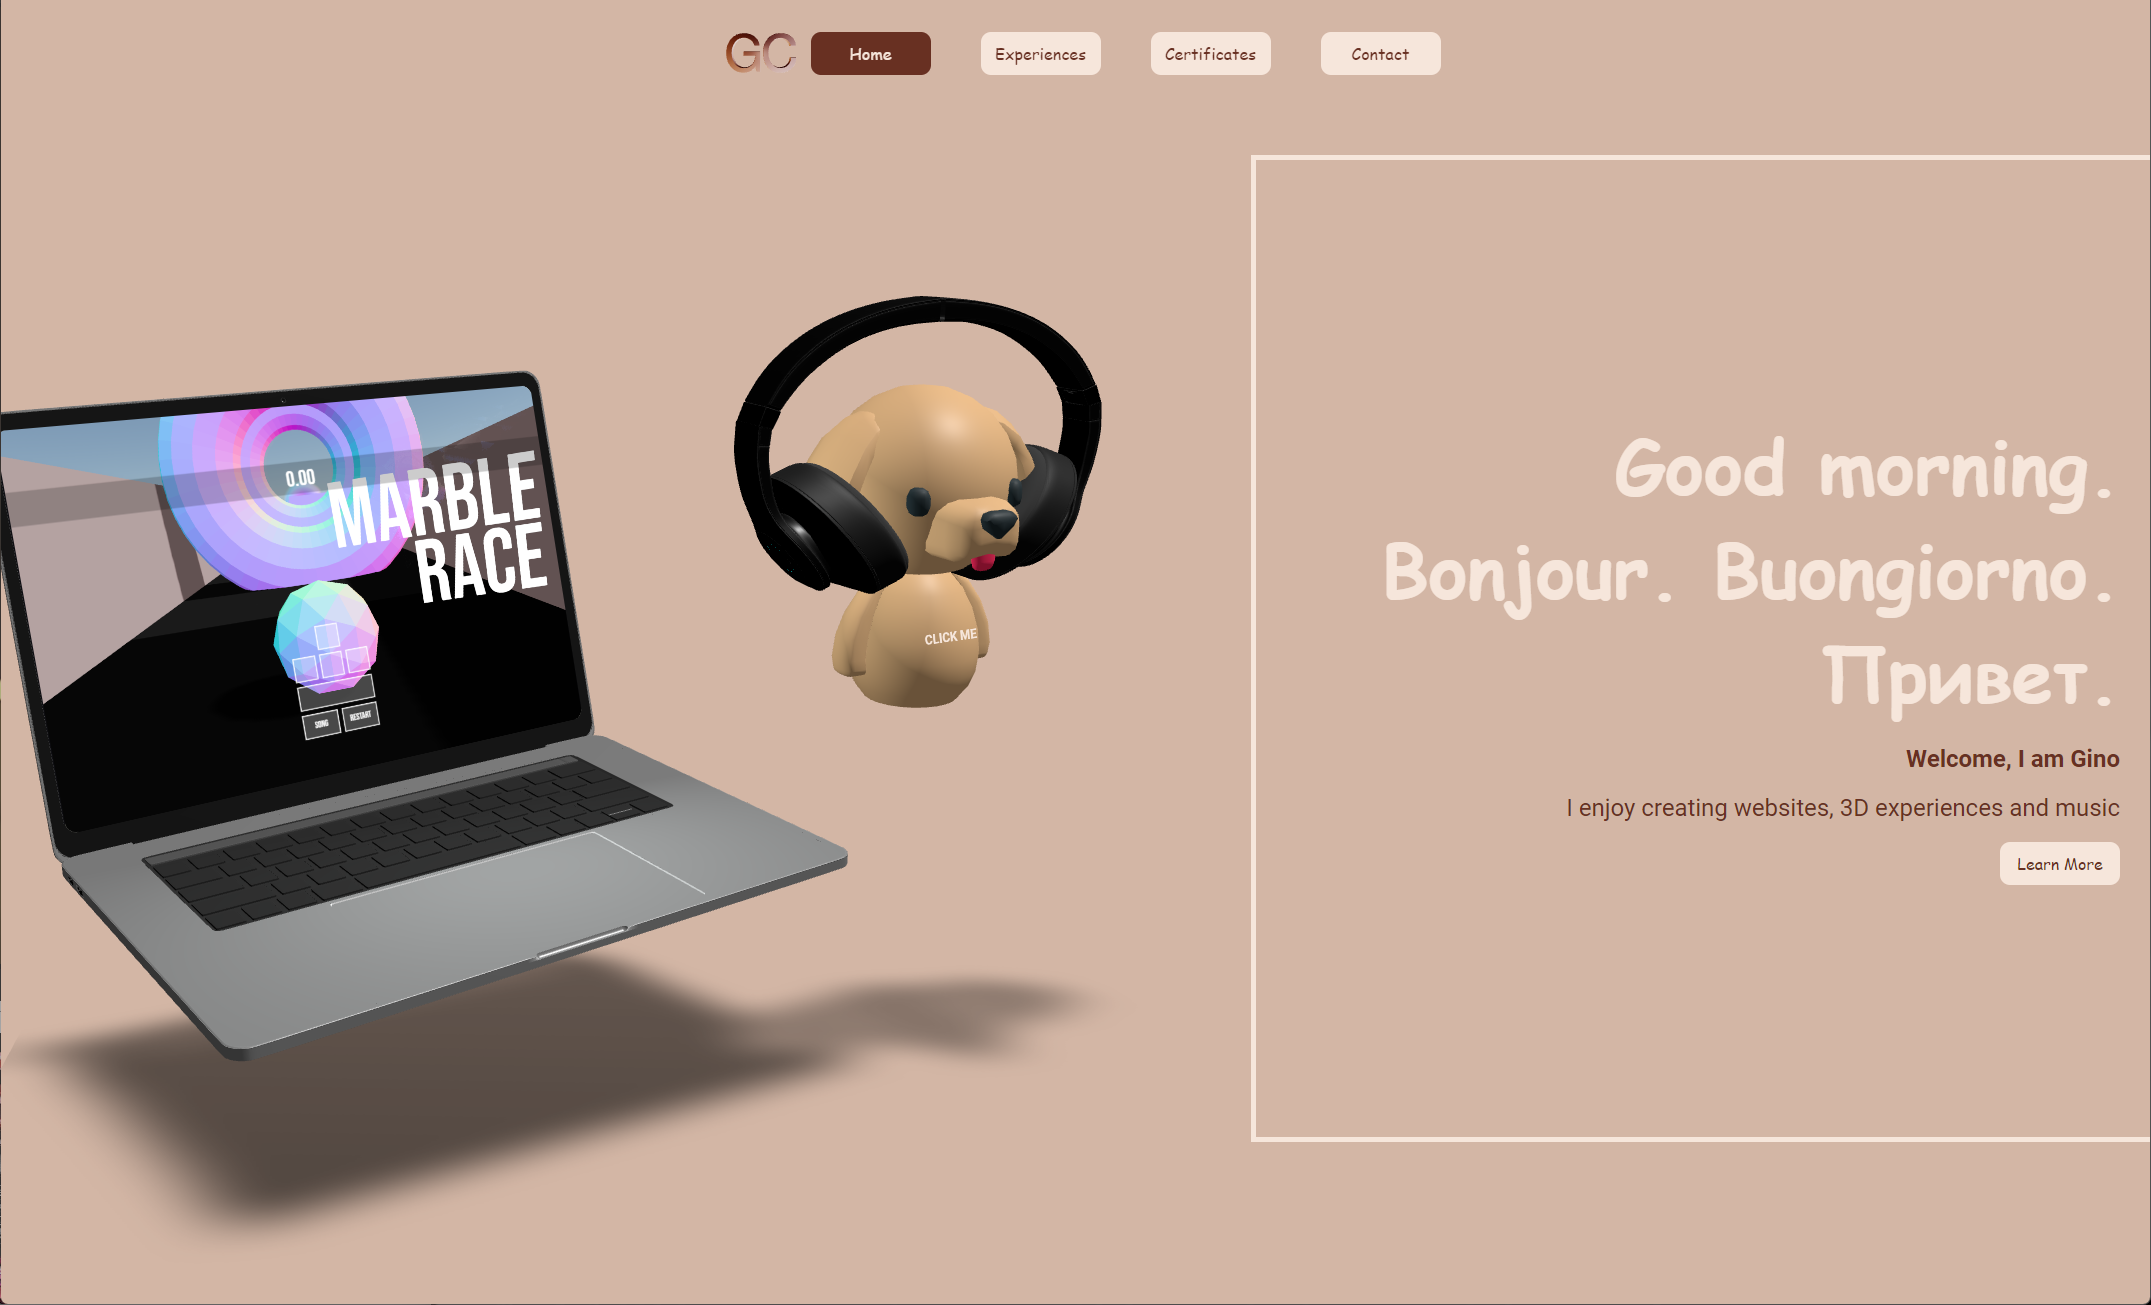 GC
Home
Experiences
Certificates
Contact
0.00
MARBLE
RACE
SONG
RESTART
CLICK ME
Good morning.
Bonjour. Buongiorno.
Привет.
Welcome, I am Gino
I enjoy creating websites, 3D experiences and music
Learn More